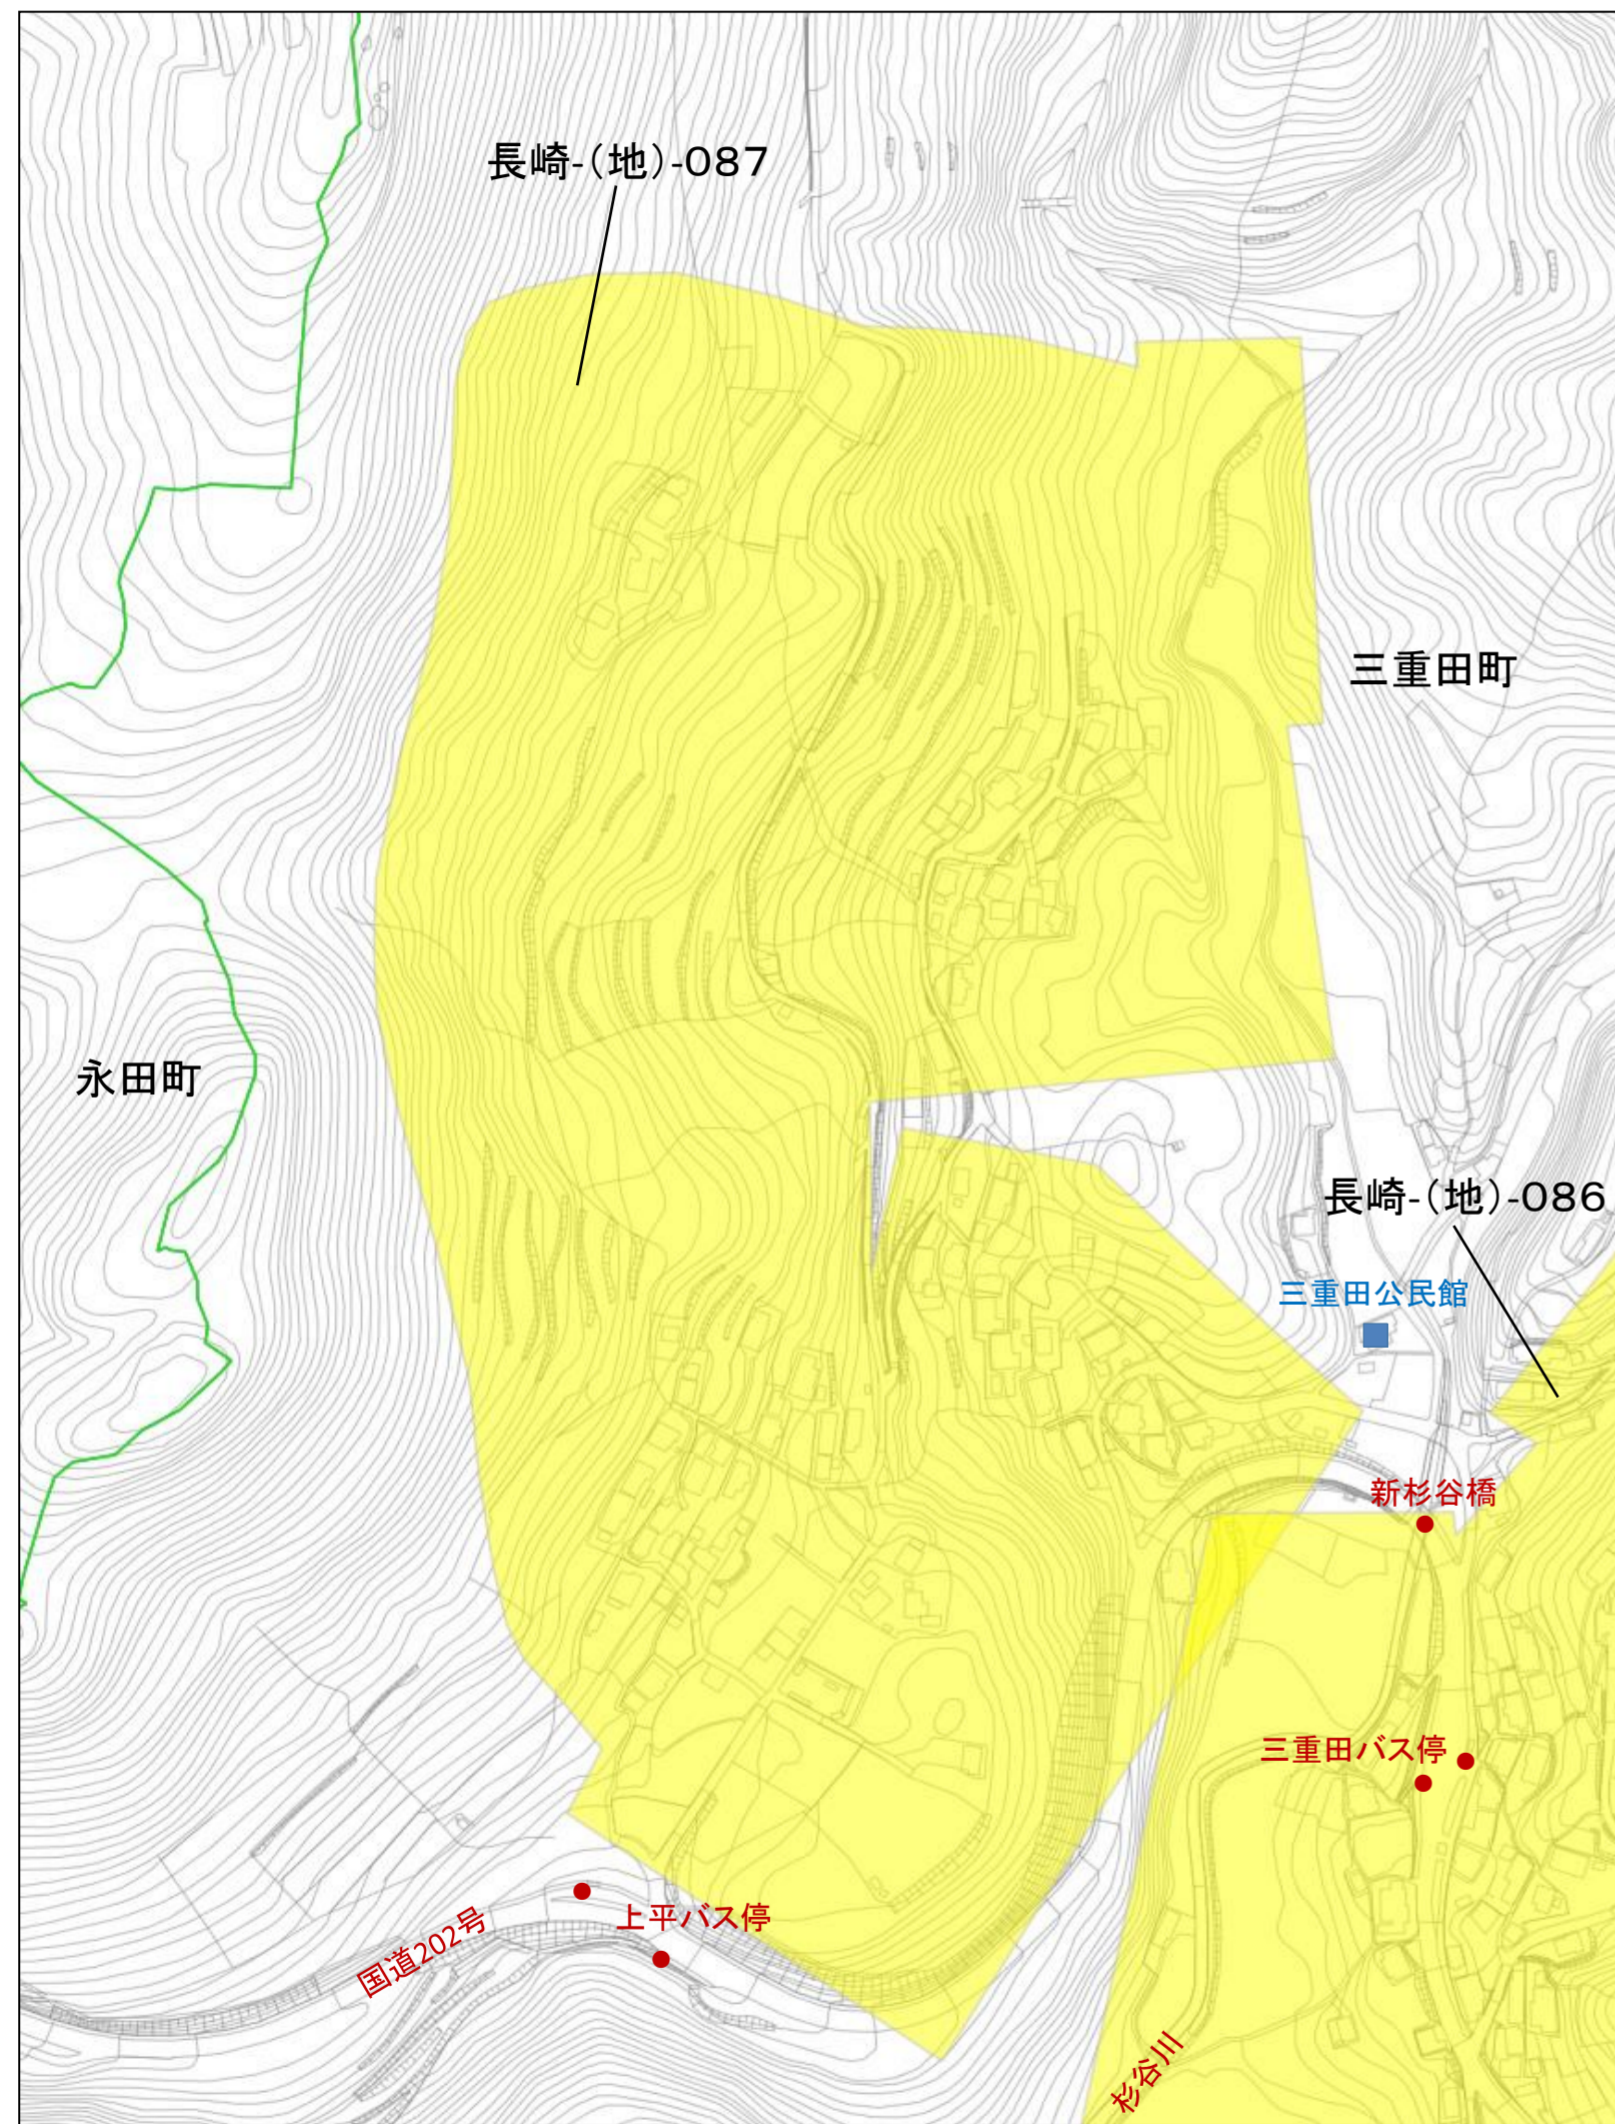 長崎-(地)-087
三重田町
永田町
長崎-(地)-086
三重田公民館
新杉谷橋
三重田バス停
上平バス停
国道202号
杉谷川